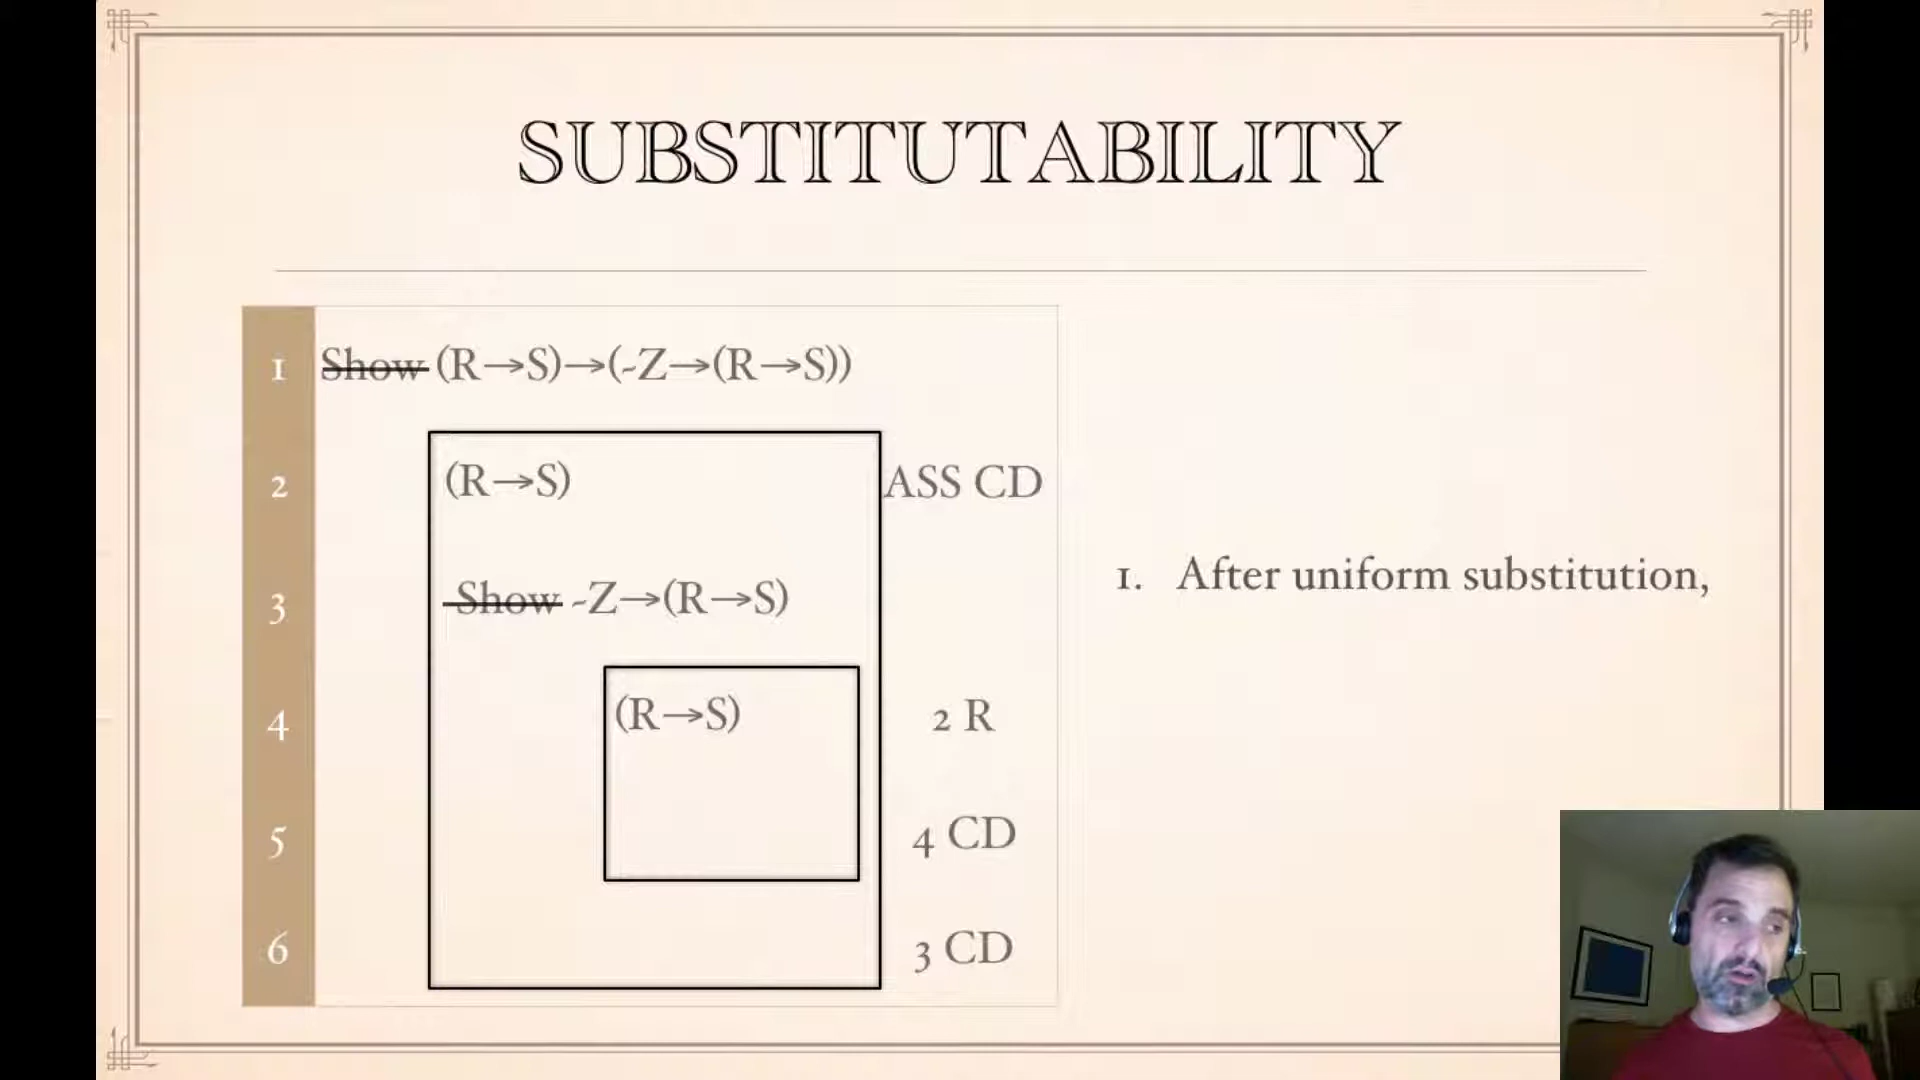 SUBSTITUTABILITY
1 Show (R→S)→(~Z→(R→S))
2 (R→S) ASS CD
3 Show ~Z→(R→S)
4 (R→S) 2 R
5 4 CD
6 3 CD
1. After uniform substitution,